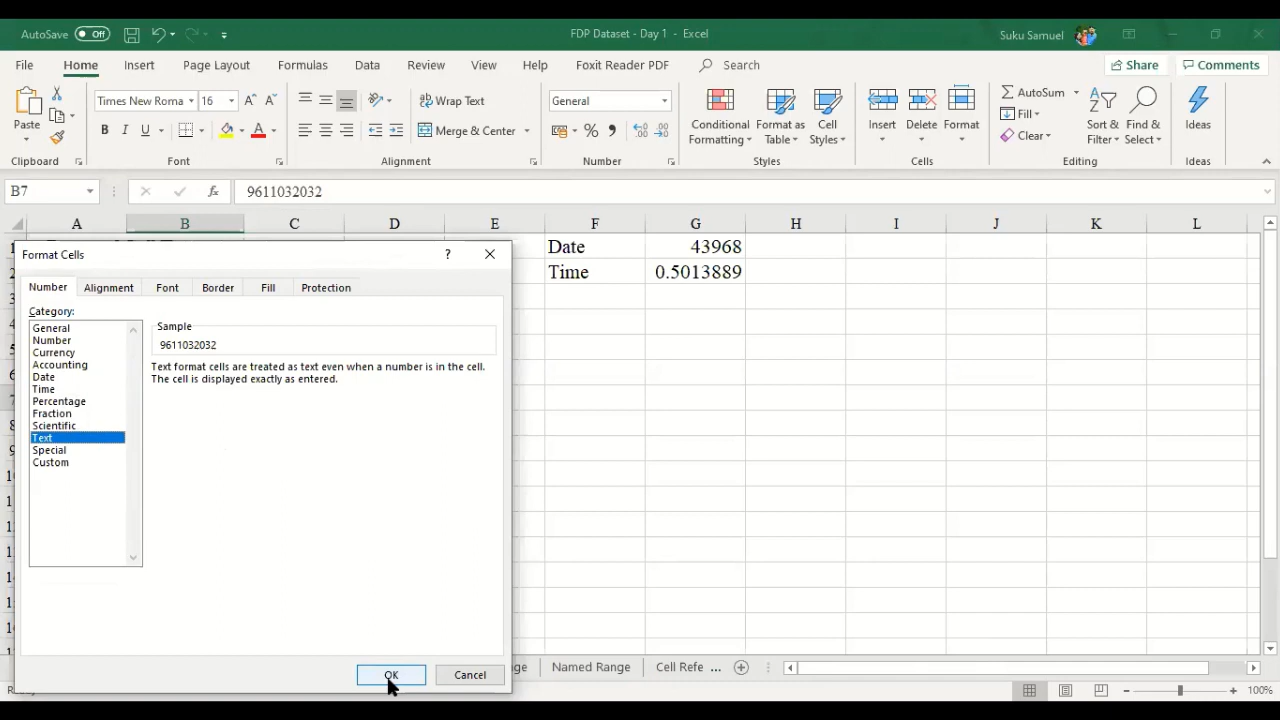 AutoSave Off
FDP Dataset - Day 1 - Excel
Suku Samuel
File Home Insert Page Layout Formulas Data Review View Help Foxit Reader PDF Search
Share Comments
Paste
Times New Roma 16
B I U
Wrap Text
Merge & Center
General
Conditional Formatting
Format as Table
Cell Styles
Insert Delete Format
AutoSum
Fill
Clear
Sort & Filter
Find & Select
Ideas
Clipboard Font Alignment Number Styles Cells Editing Ideas
B7 fx 9611032032
A B C D E F G H I J K L
Date 43968
Time 0.5013889
Format Cells ?
Number Alignment Font Border Fill Protection
Category:
General
Number
Currency
Accounting
Date
Time
Percentage
Fraction
Scientific
Text
Special
Custom
Sample
9611032032
Text format cells are treated as text even when a number is in the cell.
The cell is displayed exactly as entered.
OK Cancel
Named Range Cell Refe ...
100%